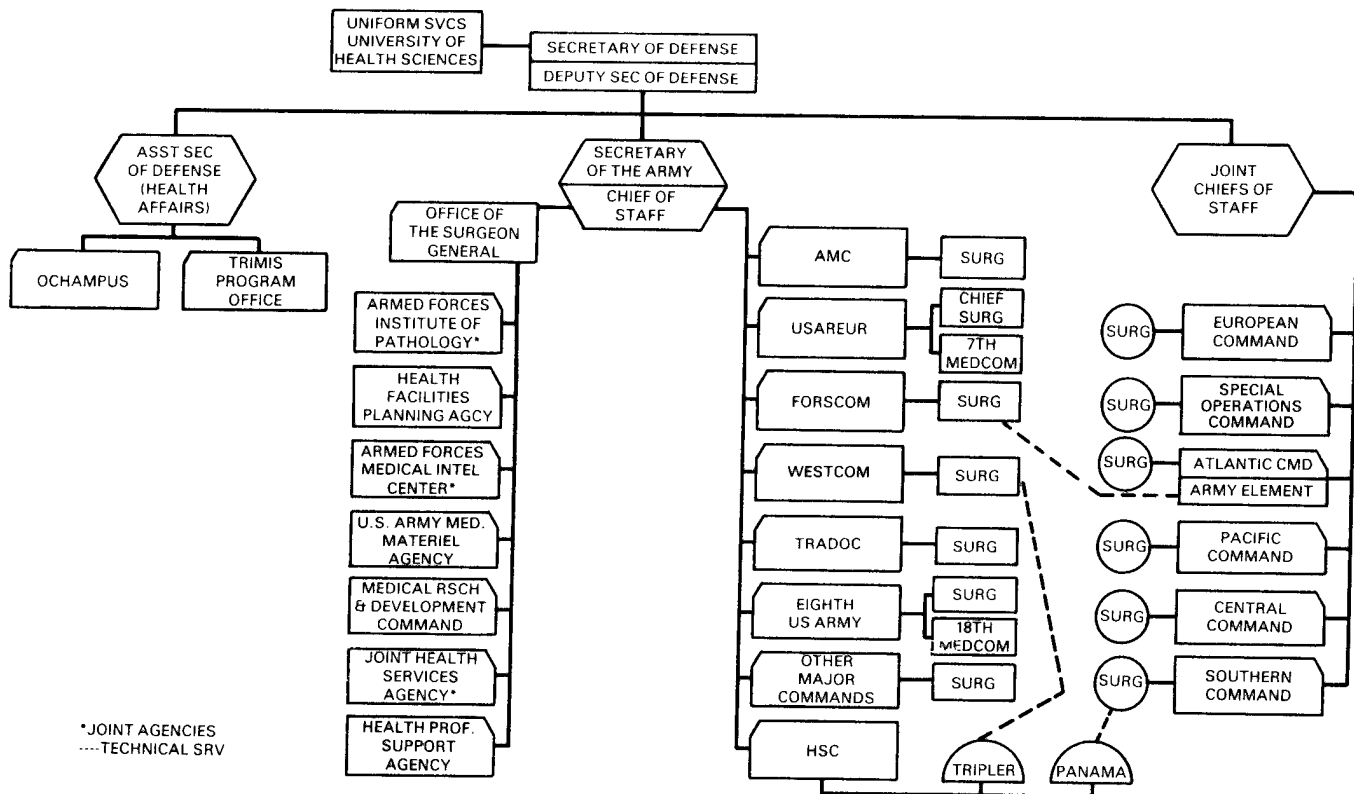 UNIFORM SVCS
UNIVERSITY OF
HEALTH SCIENCES
SECRETARY OF DEFENSE
DEPUTY SEC OF DEFENSE
ASST SEC
OF DEFENSE
(HEALTH
AFFAIRS)
OCHAMPUS
TRIMIS
PROGRAM
OFFICE
SECRETARY
OF THE ARMY
CHIEF OF
STAFF
JOINT
CHIEFS OF
STAFF
OFFICE OF
THE SURGEON
GENERAL
ARMED FORCES
INSTITUTE OF
PATHOLOGY*
HEALTH
FACILITIES
PLANNING AGCY
ARMED FORCES
MEDICAL INTEL
CENTER*
U.S. ARMY MED.
MATERIEL
AGENCY
MEDICAL RSCH
& DEVELOPMENT
COMMAND
JOINT HEALTH
SERVICES
AGENCY*
HEALTH PROF.
SUPPORT
AGENCY
AMC
SURG
USAREUR
CHIEF
SURG
7TH
MEDCOM
FORSCOM
SURG
WESTCOM
SURG
TRADOC
SURG
EIGHTH
US ARMY
SURG
18TH
MEDCOM
OTHER
MAJOR
COMMANDS
SURG
HSC
TRIPLER
PANAMA
SURG
EUROPEAN
COMMAND
SURG
SPECIAL
OPERATIONS
COMMAND
SURG
ATLANTIC CMD
ARMY ELEMENT
SURG
PACIFIC
COMMAND
SURG
CENTRAL
COMMAND
SURG
SOUTHERN
COMMAND
*JOINT AGENCIES
----TECHNICAL SRV